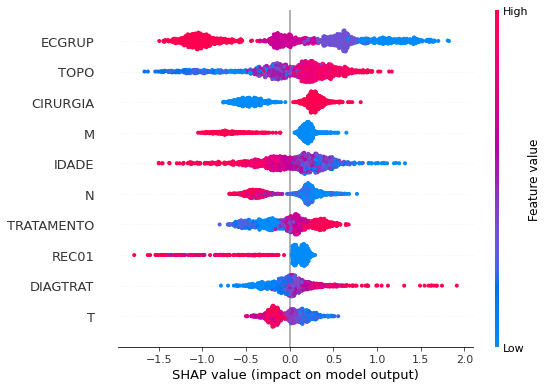 High
ECGRUP
TOPO
CIRURGIA
M
IDADE
N
TRATAMENTO
REC01
DIAGTRAT
T
Feature value
Low
−1.5 −1.0 −0.5 0.0 0.5 1.0 1.5 2.0
SHAP value (impact on model output)